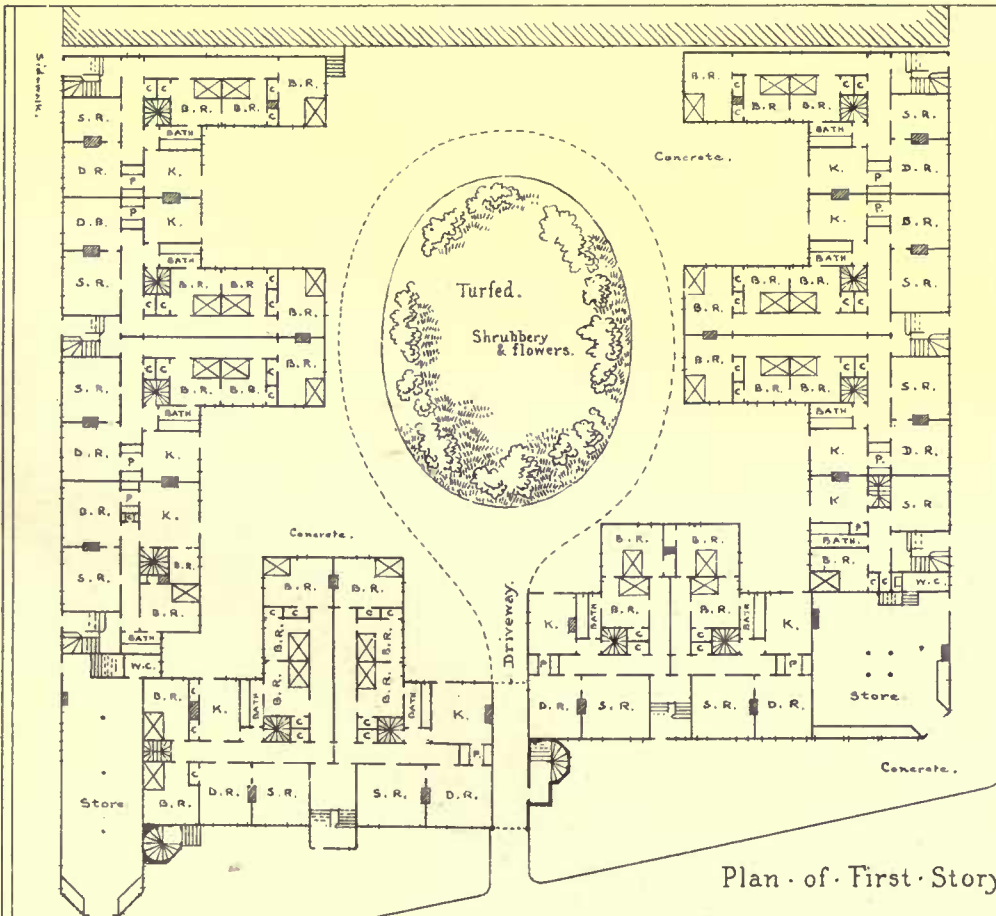 Sidewalk.
B.R. C C B.R. B.R. C C B.R.
S.R. BATH
D.R. P K.
P K.
D.B. BATH
S.R. C C B.R. B.R C C B.R.
C C B.R. B.B. C C B.R.
S.R. BATH
D.R. P K.
P K.
B.R.
S.R. B.R.
B.R.
BATH
W.C.
Store
B.R. C K. BATH
C
B.R. D.R. S.R.
Concrete.
B.R. B.R.
C C C C
B.R. B.R.
B.R. B.R.
C C C C
BATH K.
P.
S.R. D.R.
Turfed.
Shrubbery
& flowers.
Driveway.
Concrete.
B.R. C C B.R. B.R. C C
S.R.
BATH
K. P D.R.
K. P. B.R.
BATH
S.R.
B.R. C C B.R. B.R. C C
B.R. C C B.R. B.R. C C
S.R.
BATH
K. P. D.R.
K S.R
P
BATH.
B.R. C C W.C.
B.R. B.R.
K. BATH B.R. B.R. BATH K.
C C
C C
P P.
D.R. S.R. S.R. D.R.
Store
Concrete.
Plan · of · First · Story